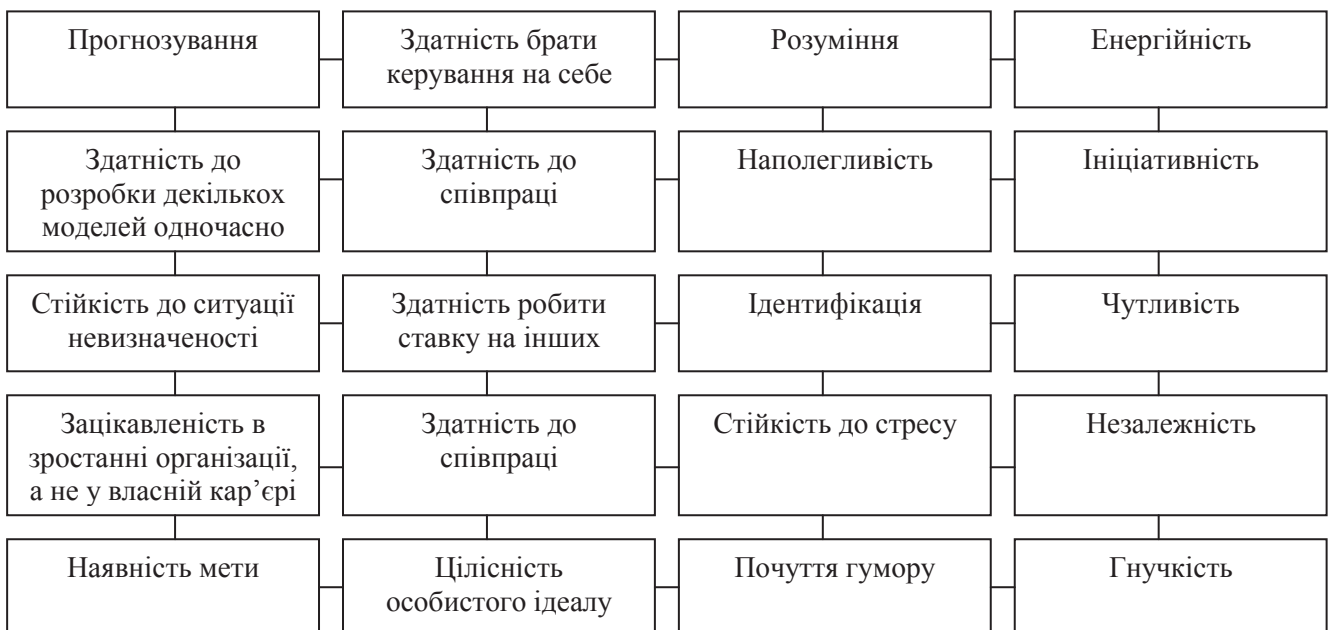 Прогнозування
Здатність брати
керування на себе
Розуміння
Енергійність
Здатність до
розробки декількох
моделей одночасно
Здатність до
співпраці
Наполегливість
Ініціативність
Стійкість до ситуації
невизначеності
Здатність робити
ставку на інших
Ідентифікація
Чутливість
Зацікавленість в
зростанні організації,
а не у власній кар’єрі
Здатність до
співпраці
Стійкість до стресу
Незалежність
Наявність мети
Цілісність
особистого ідеалу
Почуття гумору
Гнучкість